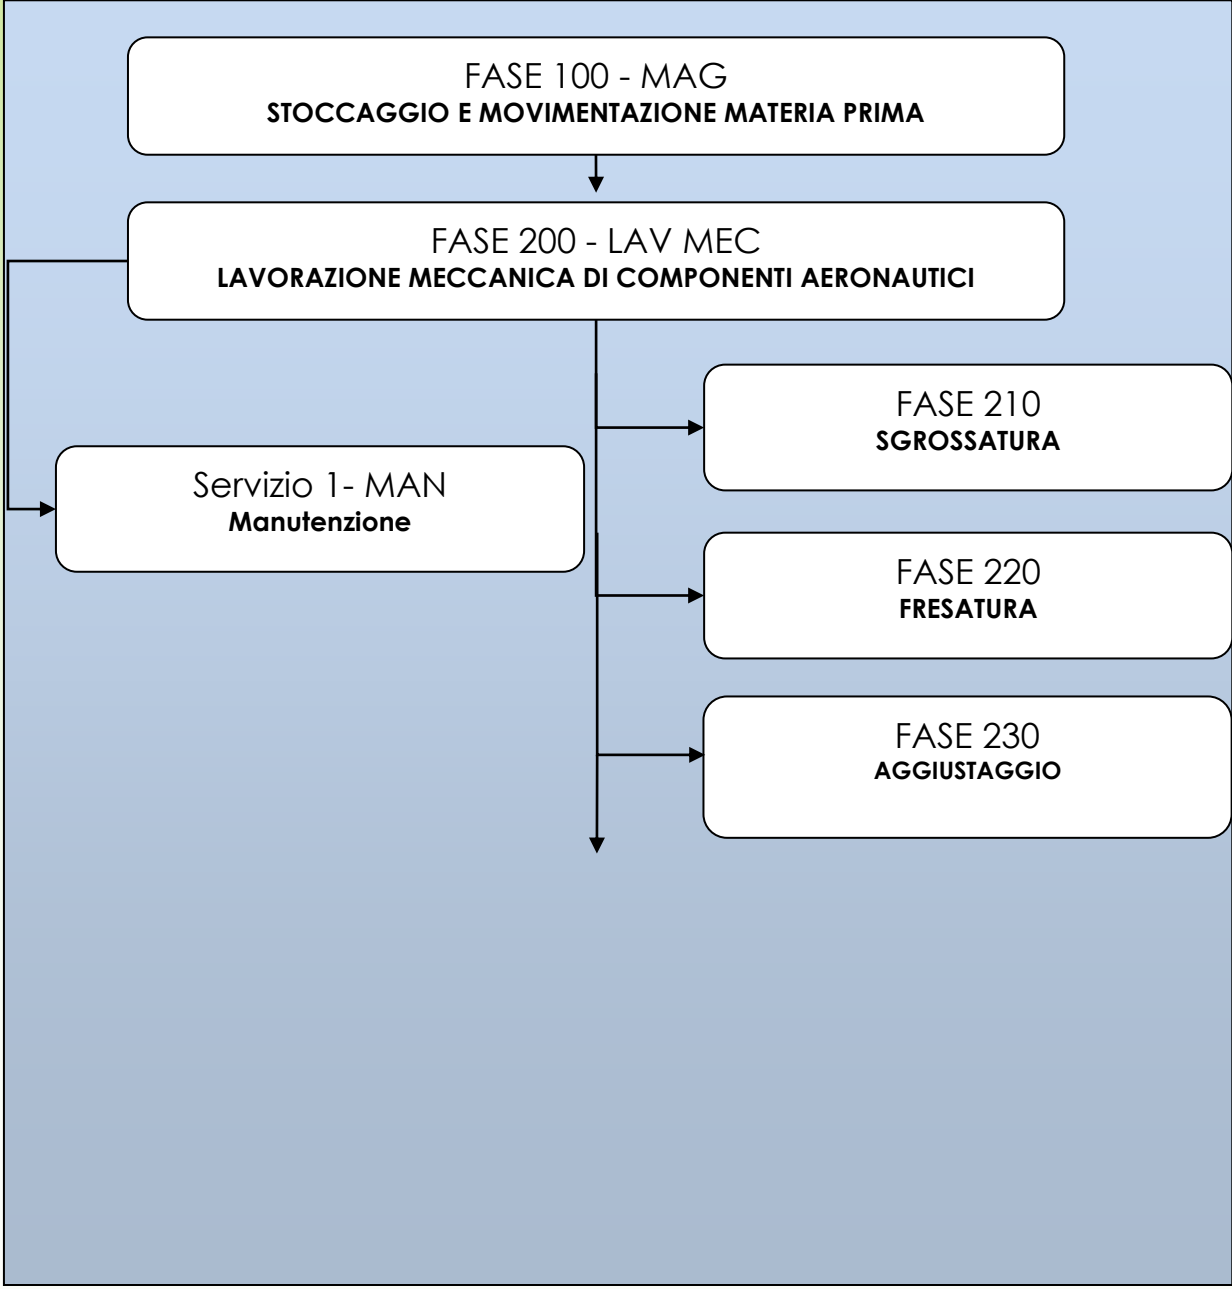 FASE 100 - MAG
STOCCAGGIO E MOVIMENTAZIONE MATERIA PRIMA
FASE 200 - LAV MEC
LAVORAZIONE MECCANICA DI COMPONENTI AERONAUTICI
FASE 210
SGROSSATURA
Servizio 1- MAN
Manutenzione
FASE 220
FRESATURA
FASE 230
AGGIUSTAGGIO